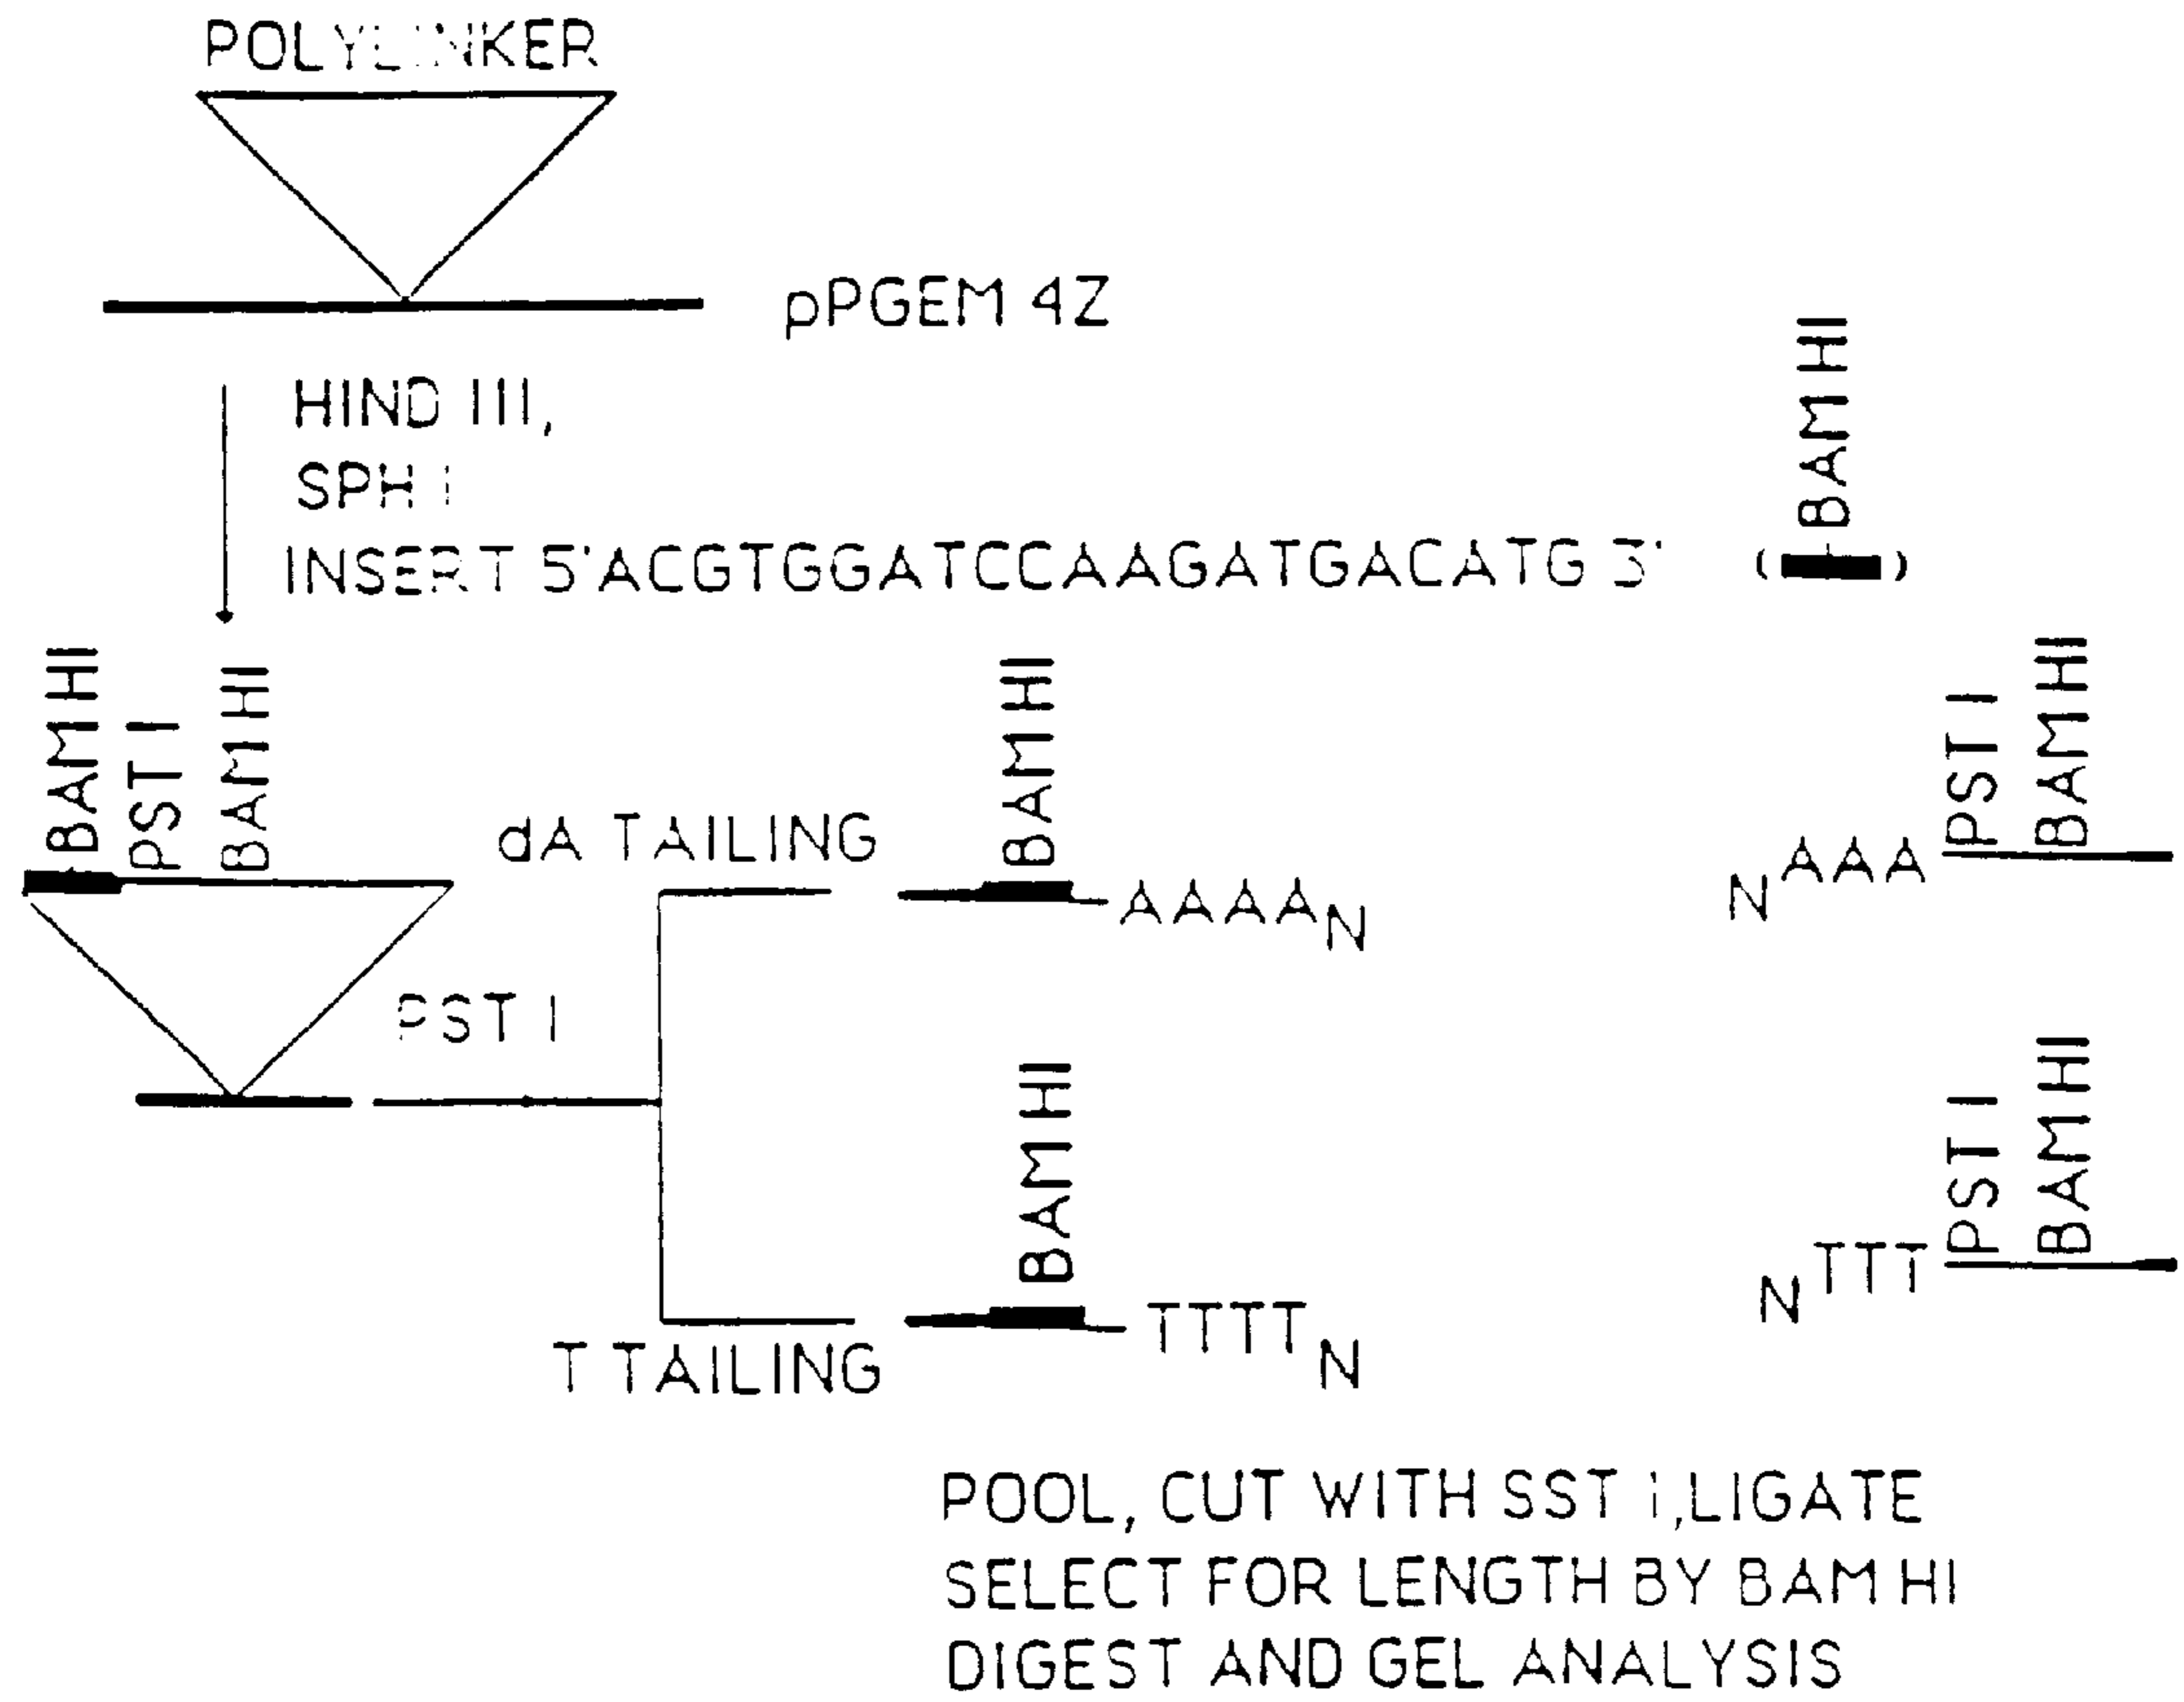 POLYLINKER
pPGEM 4Z
HIND III,
SPH I
INSERT 5'ACGTGGATCCAAGATGACATG 3' ( )
BAM HI
BAM HI
PST I
BAM HI
dA TAILING
BAM HI
AAAAN
NAAA
PST I
BAM HI
PST I
T TAILING
BAM HI
TTTTN
NTTT
PST I
BAM HI
POOL, CUT WITH SST I,LIGATE
SELECT FOR LENGTH BY BAM HI
DIGEST AND GEL ANALYSIS